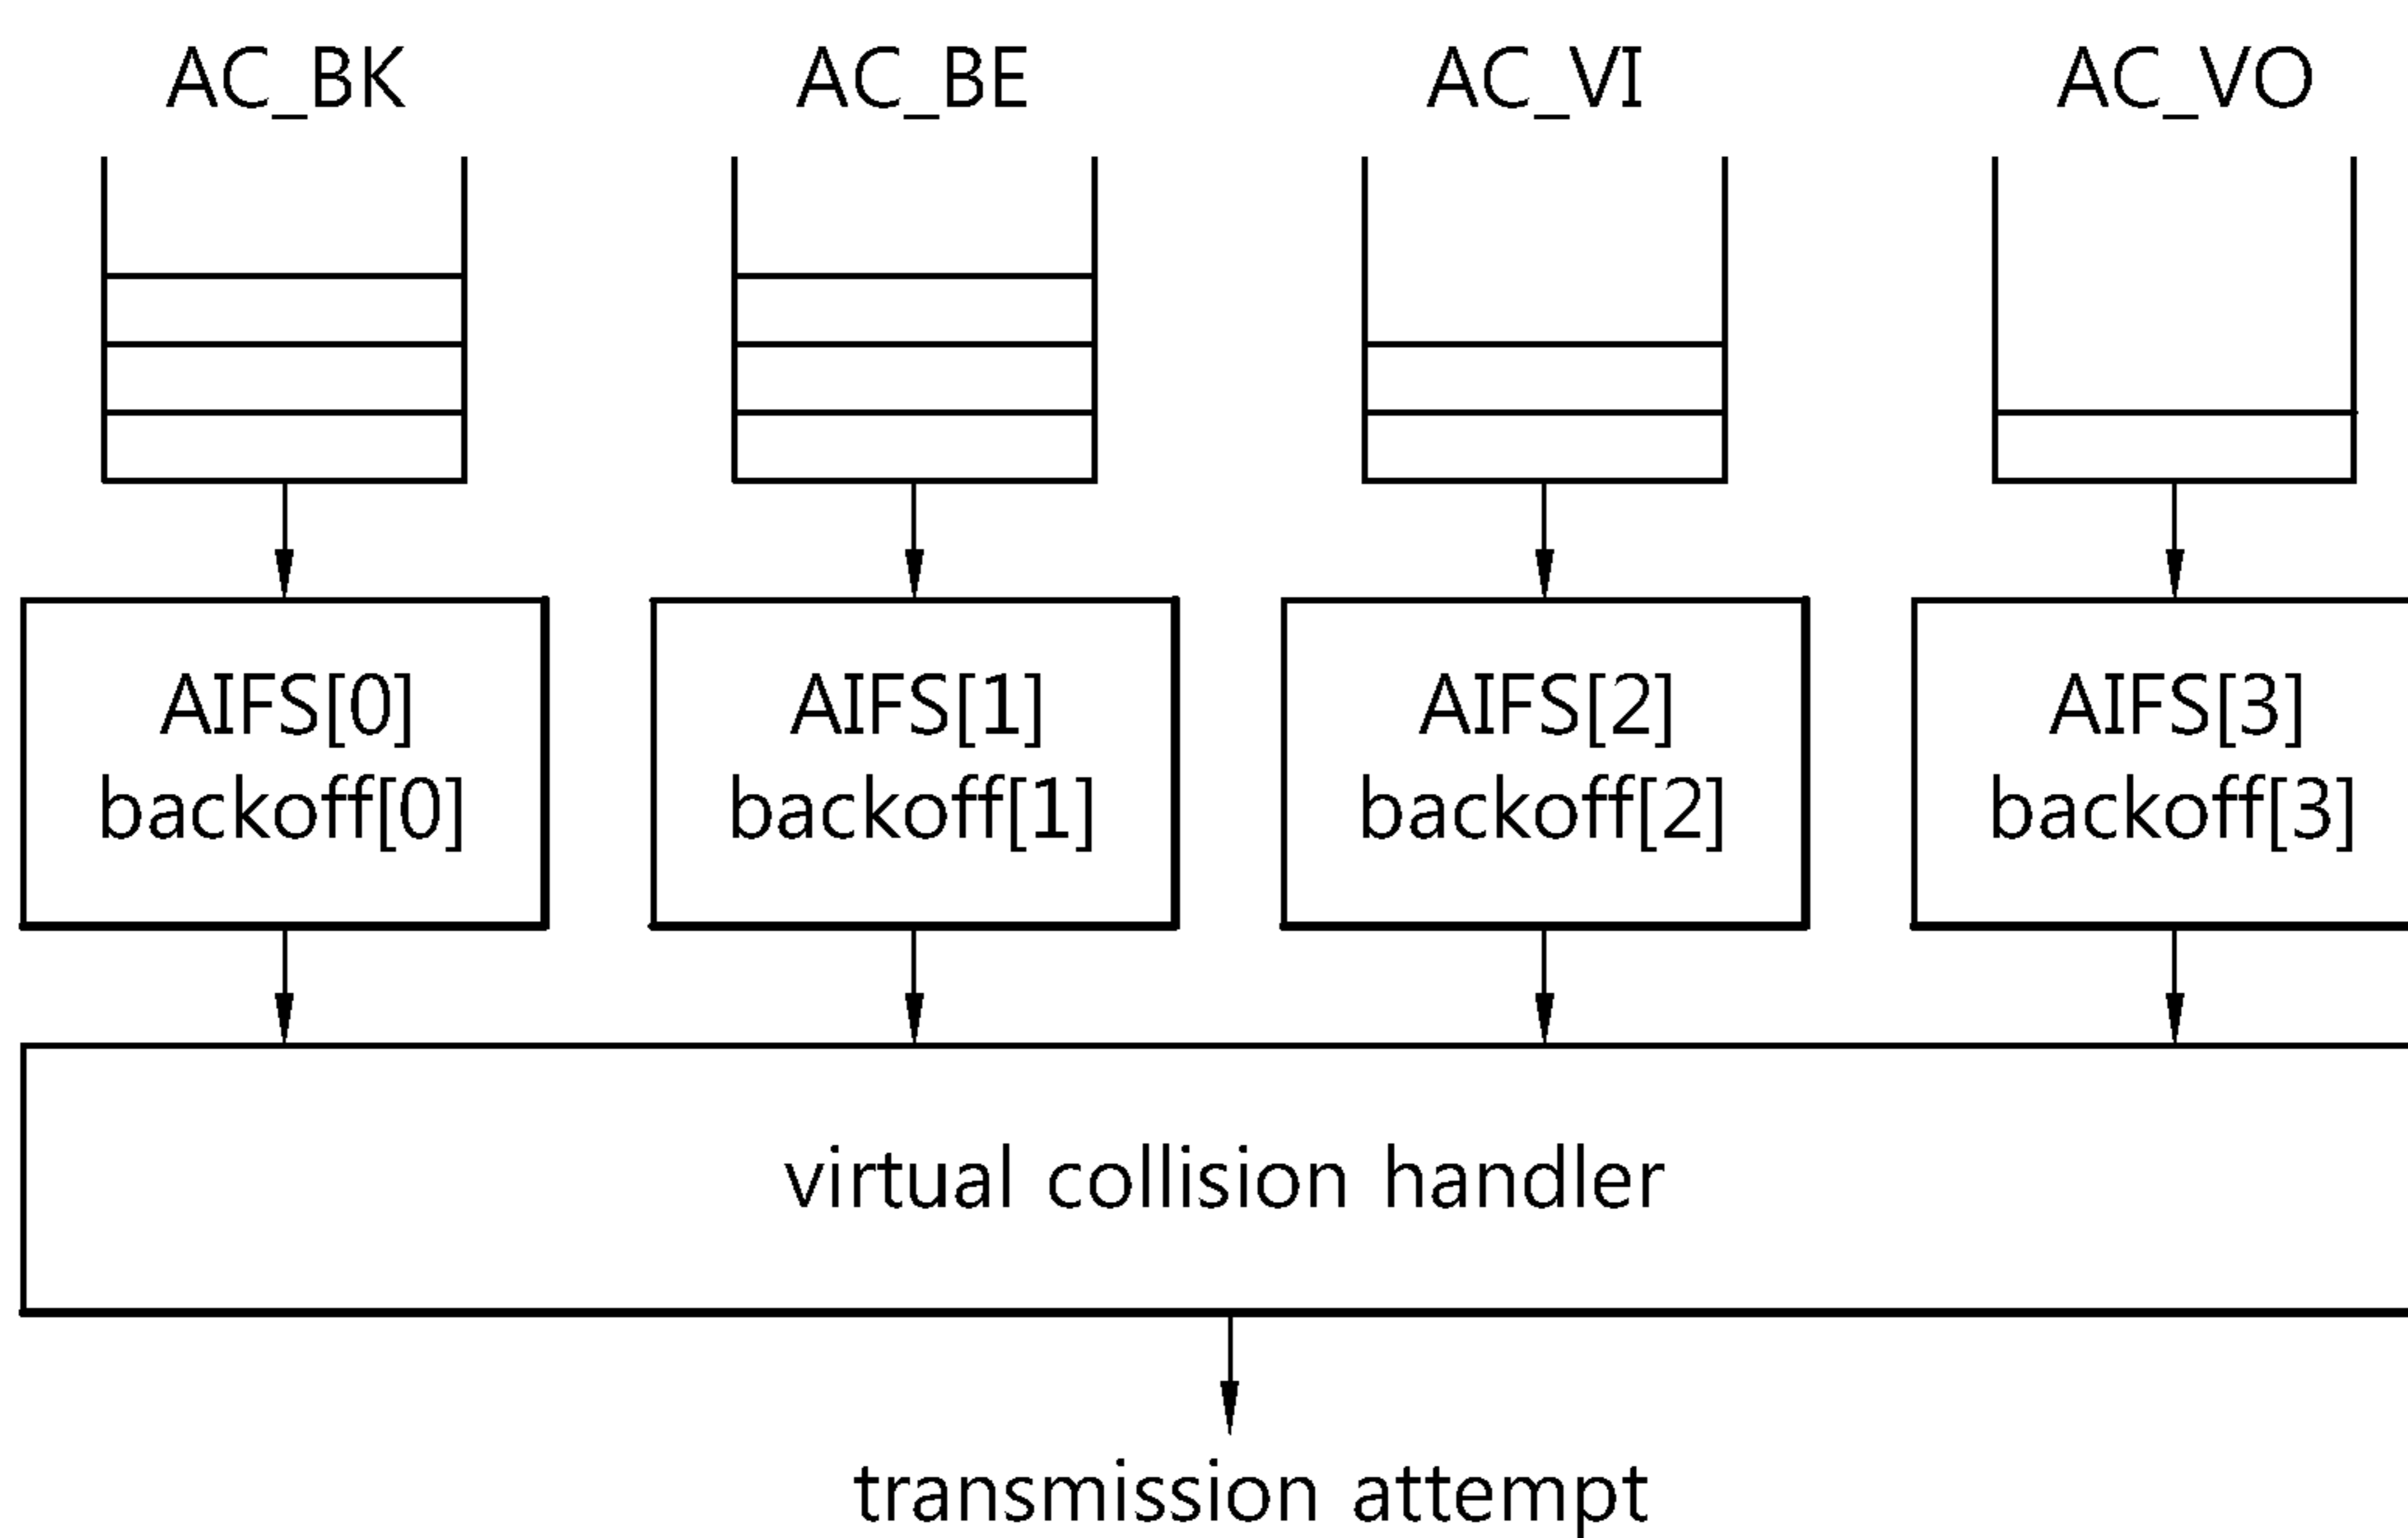 AC_BK AC_BE AC_VI AC_VO
AIFS[0] AIFS[1] AIFS[2] AIFS[3]
backoff[0] backoff[1] backoff[2] backoff[3]
virtual collision handler
transmission attempt